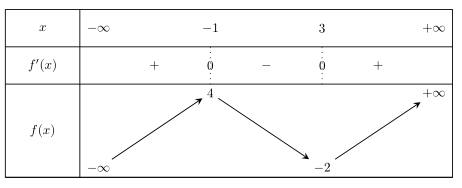 x −∞ −1 3 +∞
f′(x) + 0 − 0 +
4 +∞
f(x)
−∞ −2